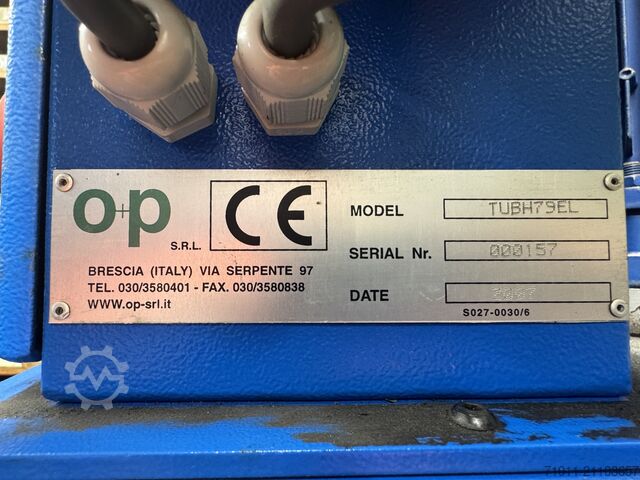 o+p S.R.L.
CE
MODEL TUBH79EL
SERIAL Nr. 000157
DATE
BRESCIA (ITALY) VIA SERPENTE 97
TEL. 030/3580401 - FAX. 030/3580838
WWW.op-srl.it
S027-0030/6